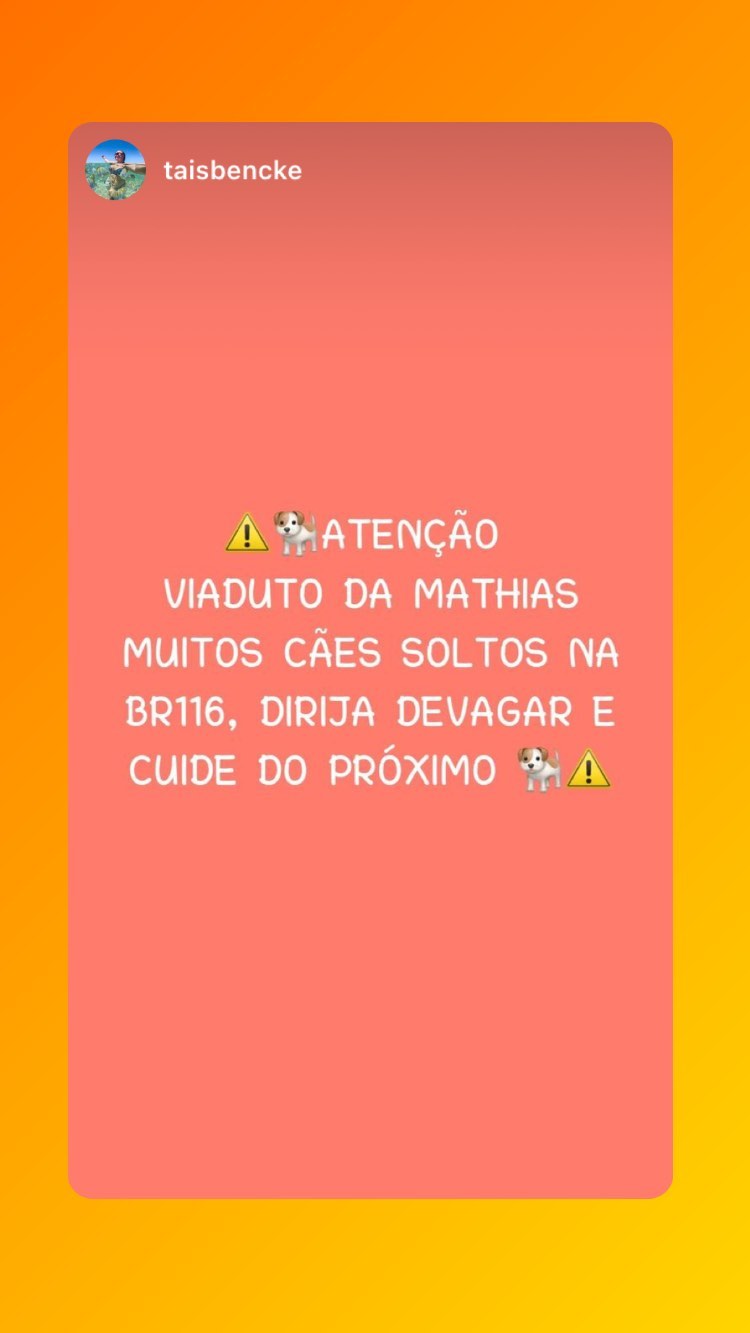 taisbencke
⚠️🐶ATENÇÃO
VIADUTO DA MATHIAS
MUITOS CÃES SOLTOS NA
BR116, DIRIJA DEVAGAR E
CUIDE DO PRÓXIMO 🐶⚠️